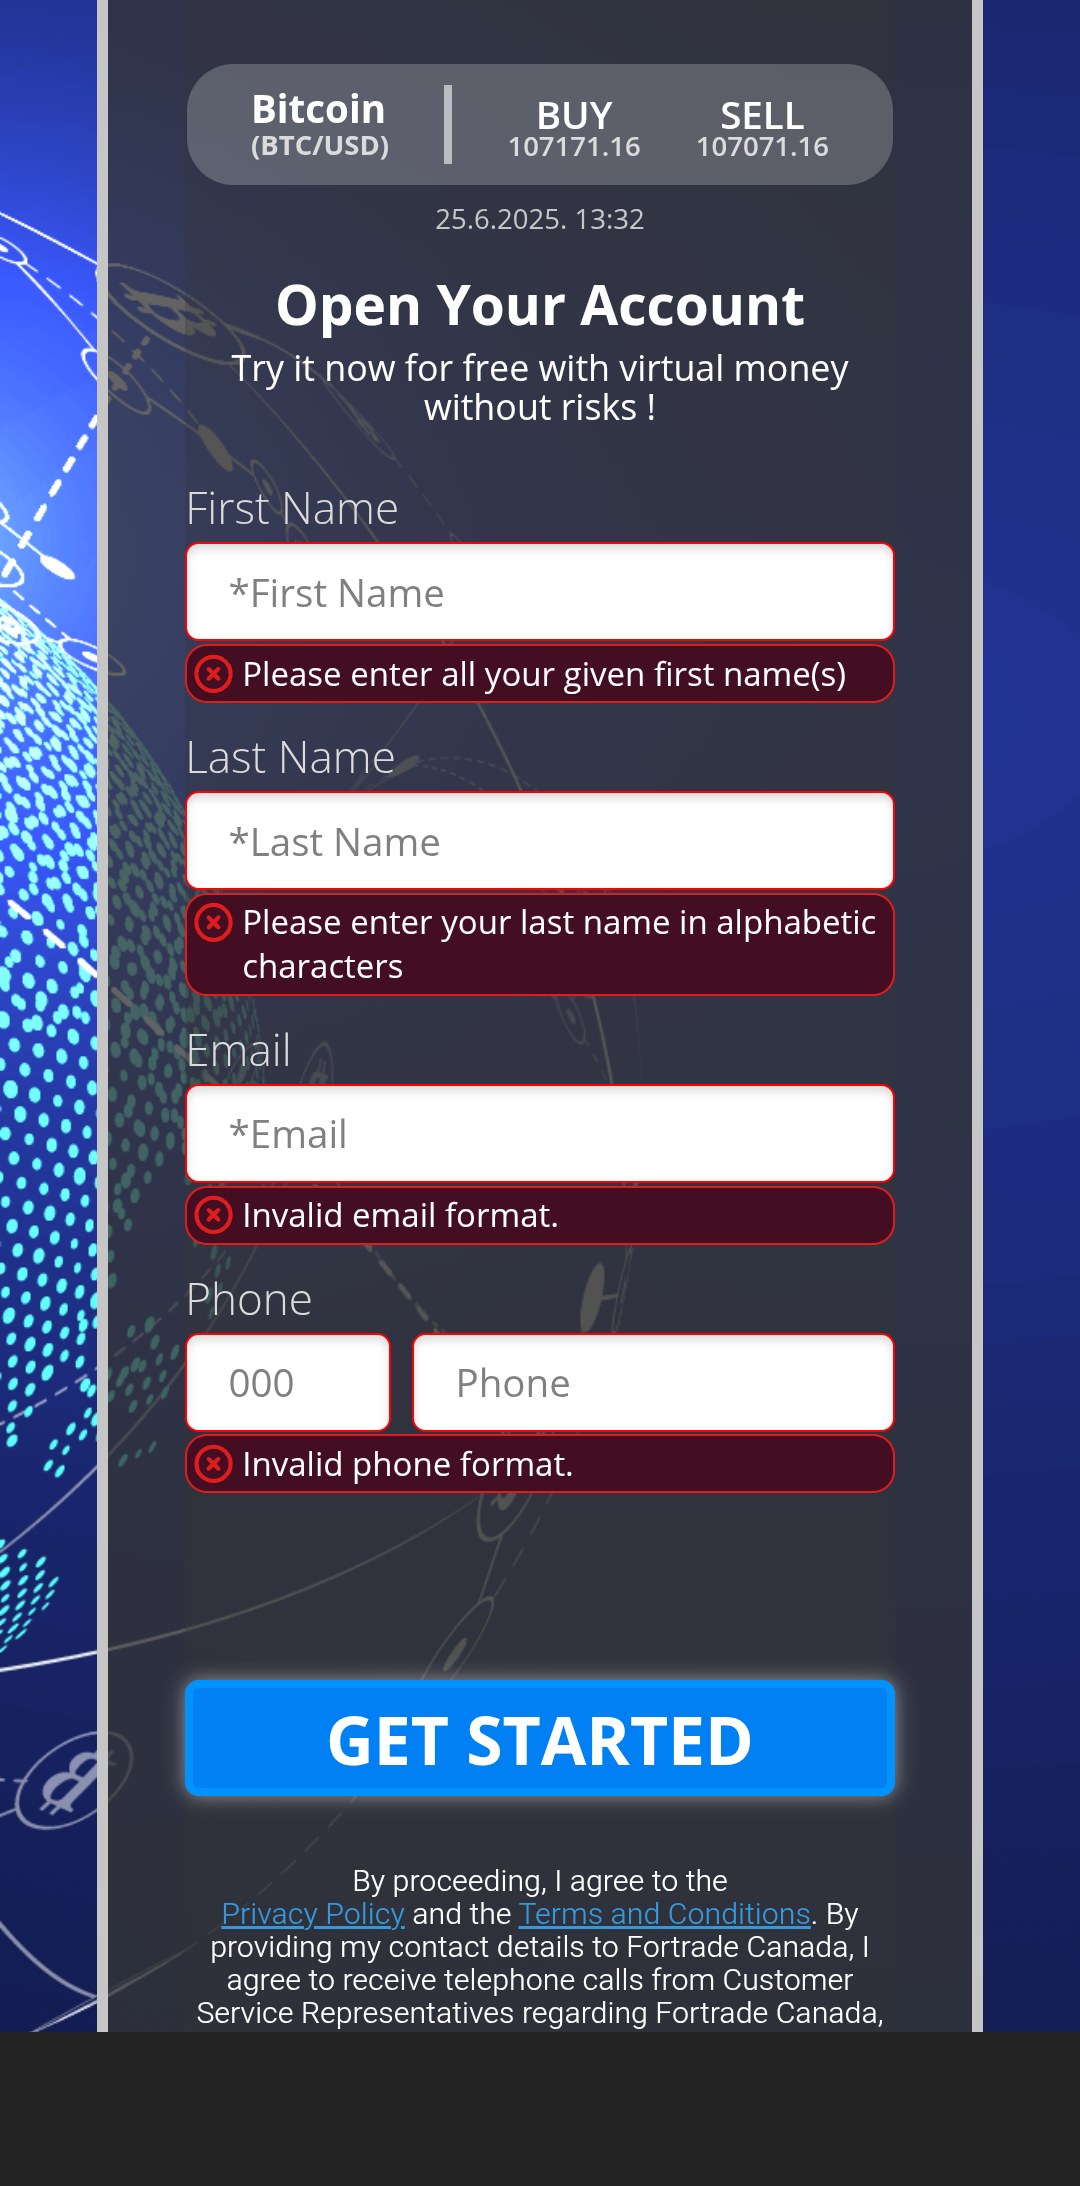 Bitcoin
(BTC/USD)
BUY
107171.16
SELL
107071.16
25.6.2025. 13:32
Open Your Account
Try it now for free with virtual money
without risks !
First Name
*First Name
Please enter all your given first name(s)
Last Name
*Last Name
Please enter your last name in alphabetic
characters
Email
*Email
Invalid email format.
Phone
000
Phone
Invalid phone format.
GET STARTED
By proceeding, I agree to the
Privacy Policy and the Terms and Conditions. By
providing my contact details to Fortrade Canada, I
agree to receive telephone calls from Customer
Service Representatives regarding Fortrade Canada,